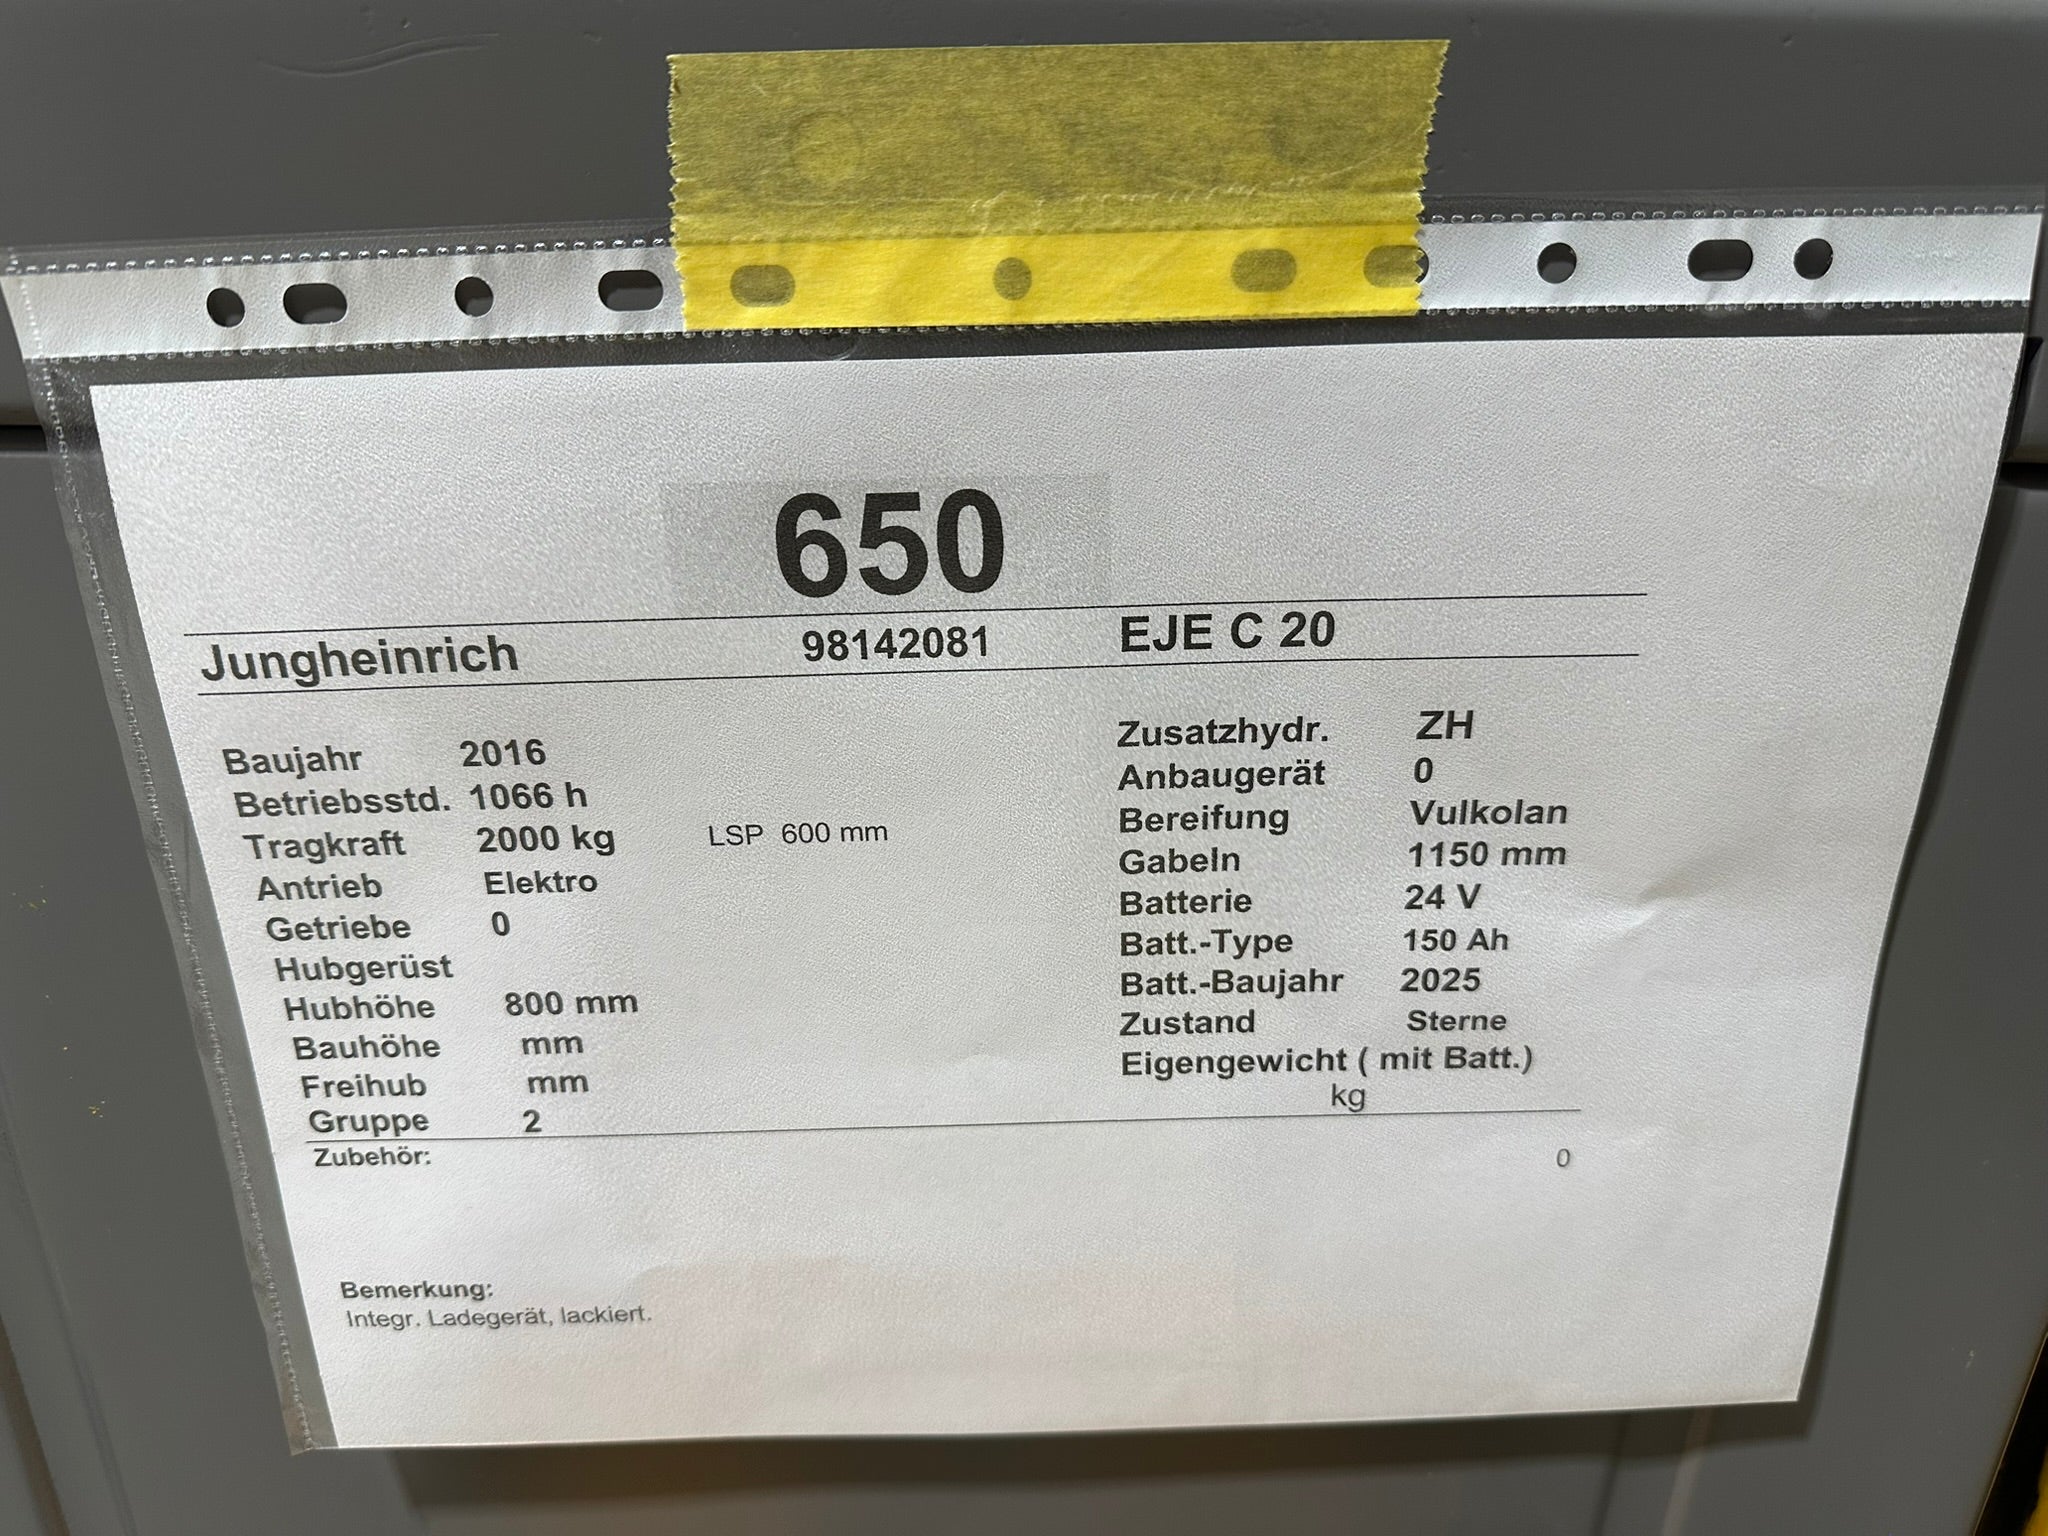 650
Jungheinrich 98142081 EJE C 20
Baujahr 2016
Betriebsstd. 1066 h
Tragkraft 2000 kg LSP 600 mm
Antrieb Elektro
Getriebe 0
Hubgerüst
Hubhöhe 800 mm
Bauhöhe mm
Freihub mm
Gruppe 2
Zusatzhydr. ZH
Anbaugerät 0
Bereifung Vulkolan
Gabeln 1150 mm
Batterie 24 V
Batt.-Type 150 Ah
Batt.-Baujahr 2025
Zustand Sterne
Eigengewicht ( mit Batt.)
kg
Zubehör: 0
Bemerkung:
Integr. Ladegerät, lackiert.